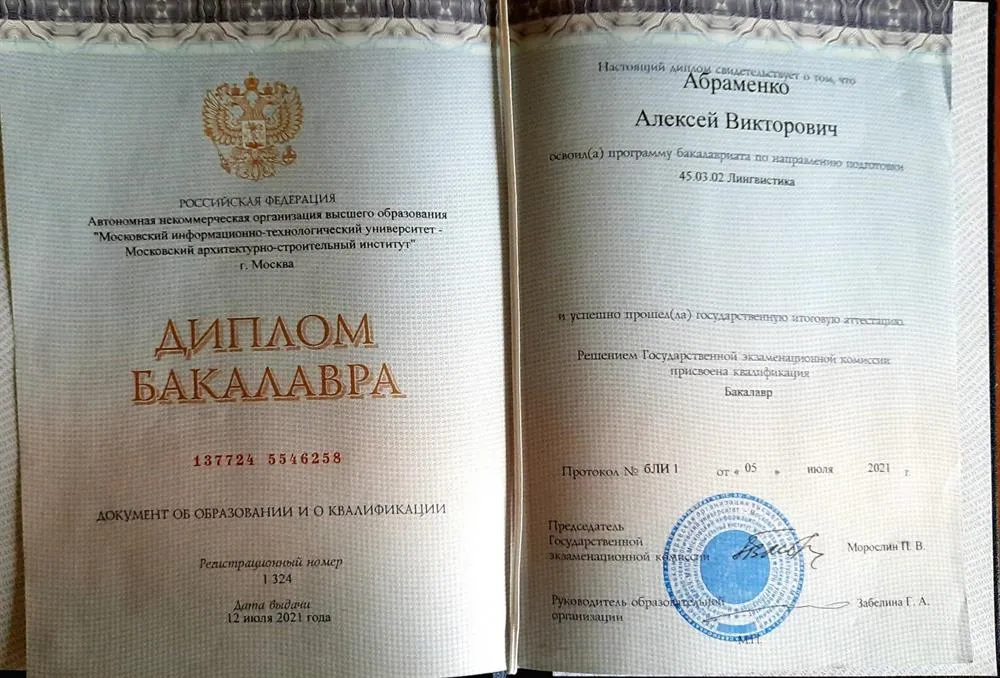 РОССИЙСКАЯ ФЕДЕРАЦИЯ
Автономная некоммерческая организация высшего образования
"Московский информационно-технологический университет -
Московский архитектурно-строительный институт"
г. Москва
ДИПЛОМ
БАКАЛАВРА
137724 5546258
ДОКУМЕНТ ОБ ОБРАЗОВАНИИ И О КВАЛИФИКАЦИИ
Регистрационный номер
1 324
Дата выдачи
12 июля 2021 года
Настоящий диплом свидетельствует о том, что
Абраменко
Алексей Викторович
освоил(а) программу бакалавриата по направлению подготовки
45.03.02 Лингвистика
и успешно прошел(ла) государственную итоговую аттестацию
Решением Государственной экзаменационной комиссии
присвоена квалификация
Бакалавр
Протокол № бЛИ 1 от « 05 » июля 2021 г.
Председатель
Государственной
экзаменационной комиссии
Морослин П. В.
Руководитель образовательной
организации
Забелина Г. А.
М.П.